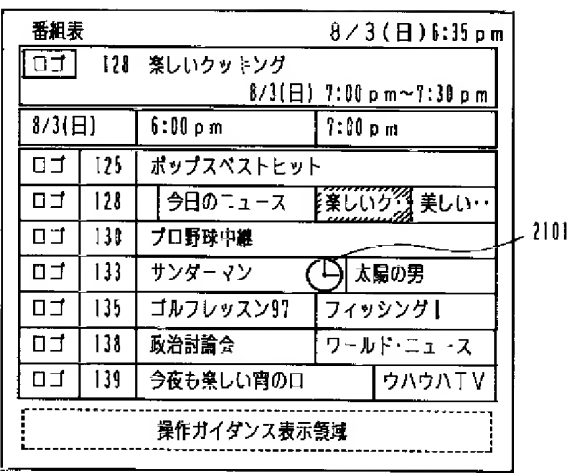 番組表 8/3(日)6:35pm
ロゴ 128 楽しいクッキング
8/3(日) 7:00pm~7:30pm
8/3(日) 6:00pm 7:00pm
ロゴ 125 ポップスベストヒット
ロゴ 128 今日のニュース 楽しいク・ 美しい・・
ロゴ 130 プロ野球中継
2101
ロゴ 133 サンダーマン 太陽の男
ロゴ 135 ゴルフレッスン97 フィッシング
ロゴ 138 政治討論会 ワールド・ニュース
ロゴ 139 今夜も楽しい宵の口 ウハウハTV
操作ガイダンス表示領域